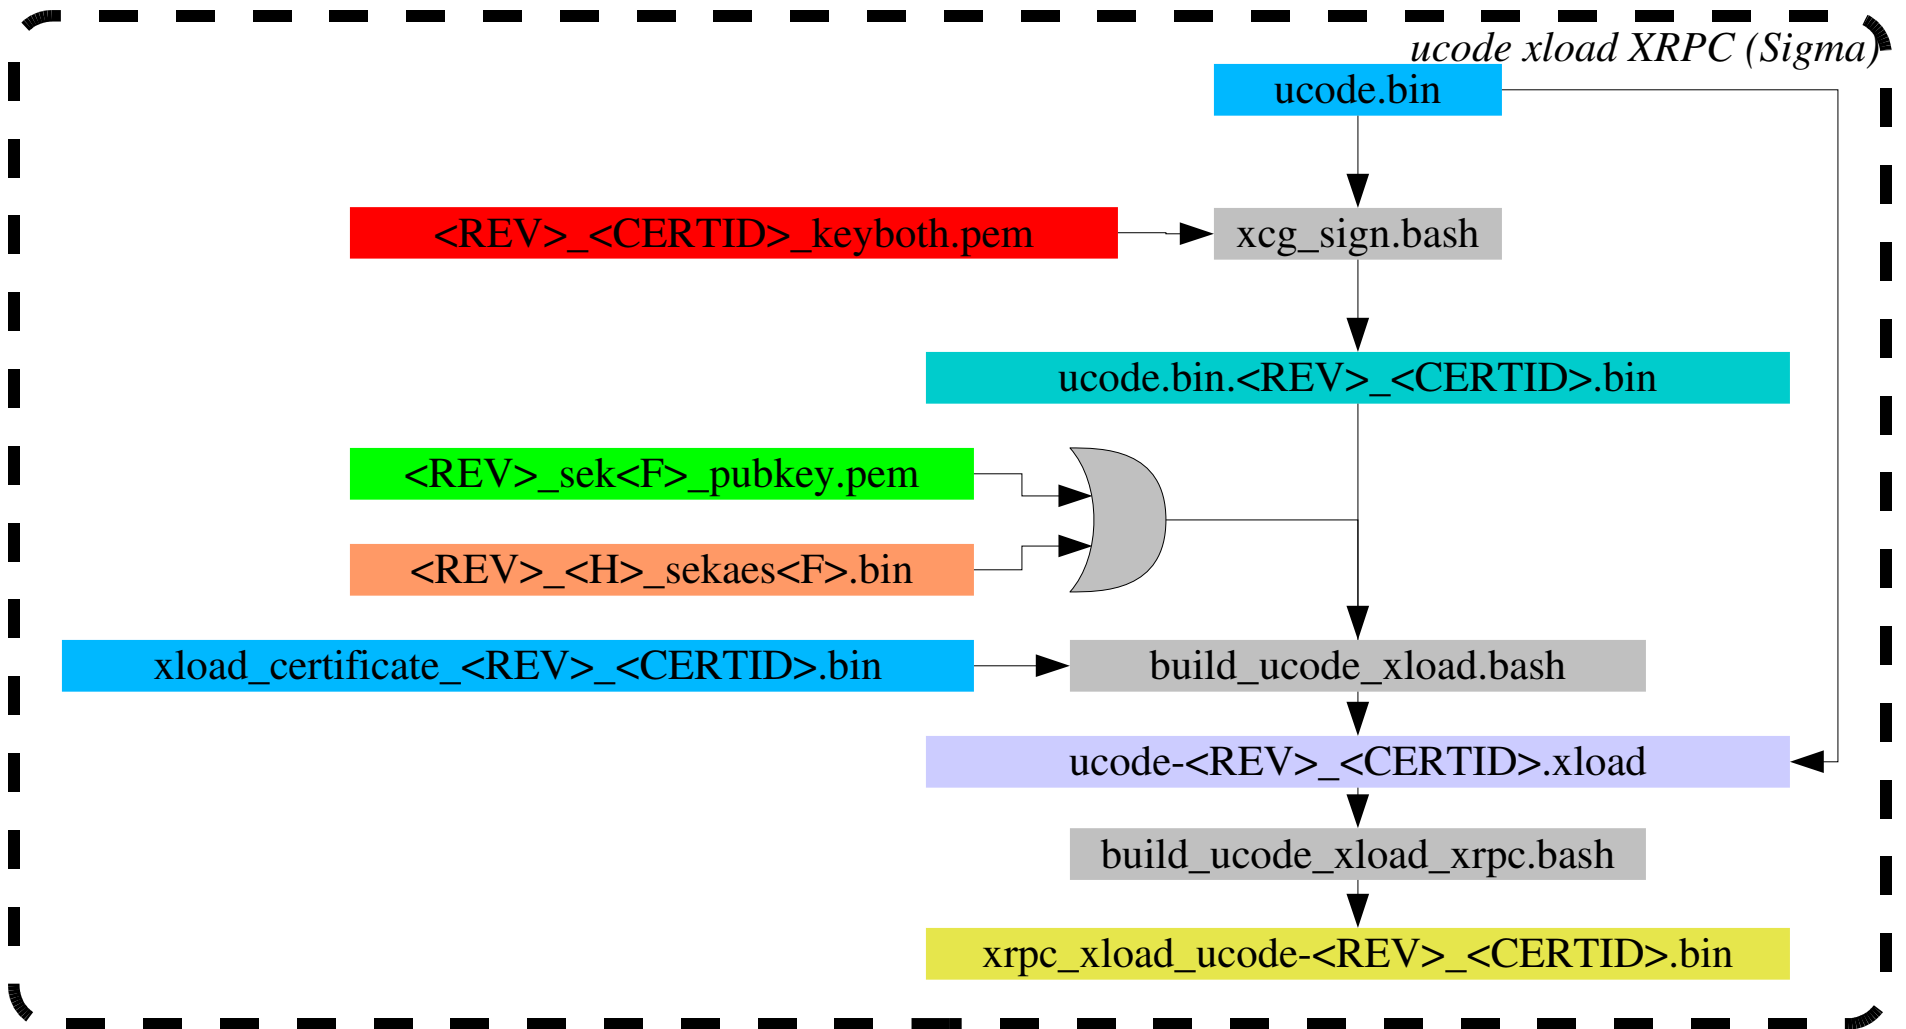 ucode xload XRPC (Sigma)
ucode.bin
<REV>_<CERTID>_keyboth.pem
xcg_sign.bash
ucode.bin.<REV>_<CERTID>.bin
<REV>_sek<F>_pubkey.pem
<REV>_<H>_sekaes<F>.bin
xload_certificate_<REV>_<CERTID>.bin
build_ucode_xload.bash
ucode-<REV>_<CERTID>.xload
build_ucode_xload_xrpc.bash
xrpc_xload_ucode-<REV>_<CERTID>.bin